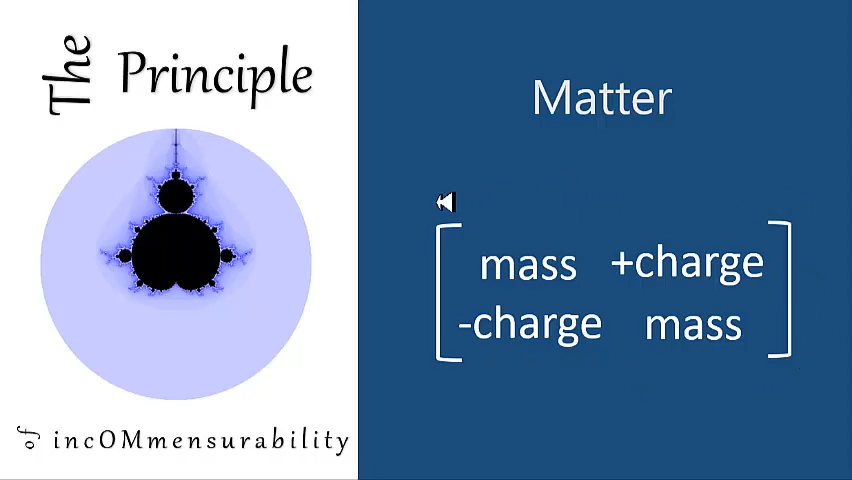 The Principle
of incOMmensurability
Matter
mass +charge
-charge mass